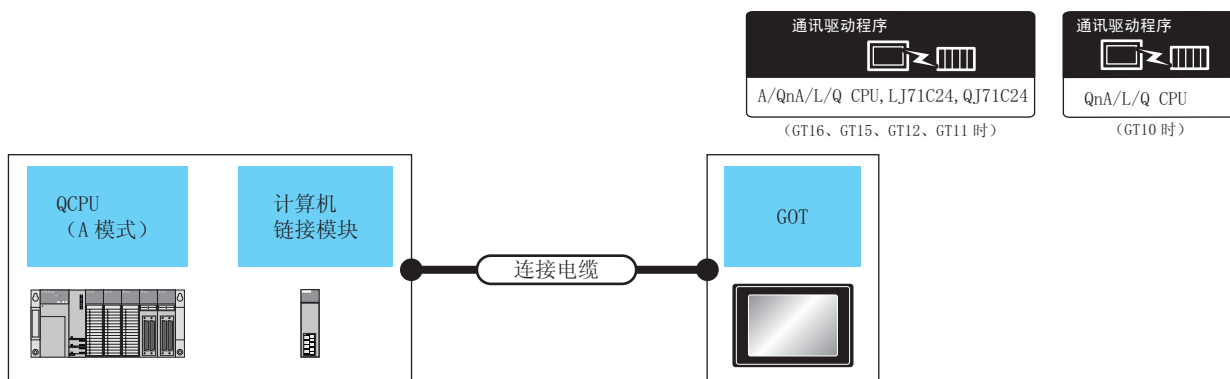 通讯驱动程序
A/QnA/L/Q CPU,LJ71C24,QJ71C24
（GT16、GT15、GT12、GT11 时）
通讯驱动程序
QnA/L/Q CPU
（GT10 时）
QCPU
（A 模式）
计算机
链接模块
连接电缆
GOT